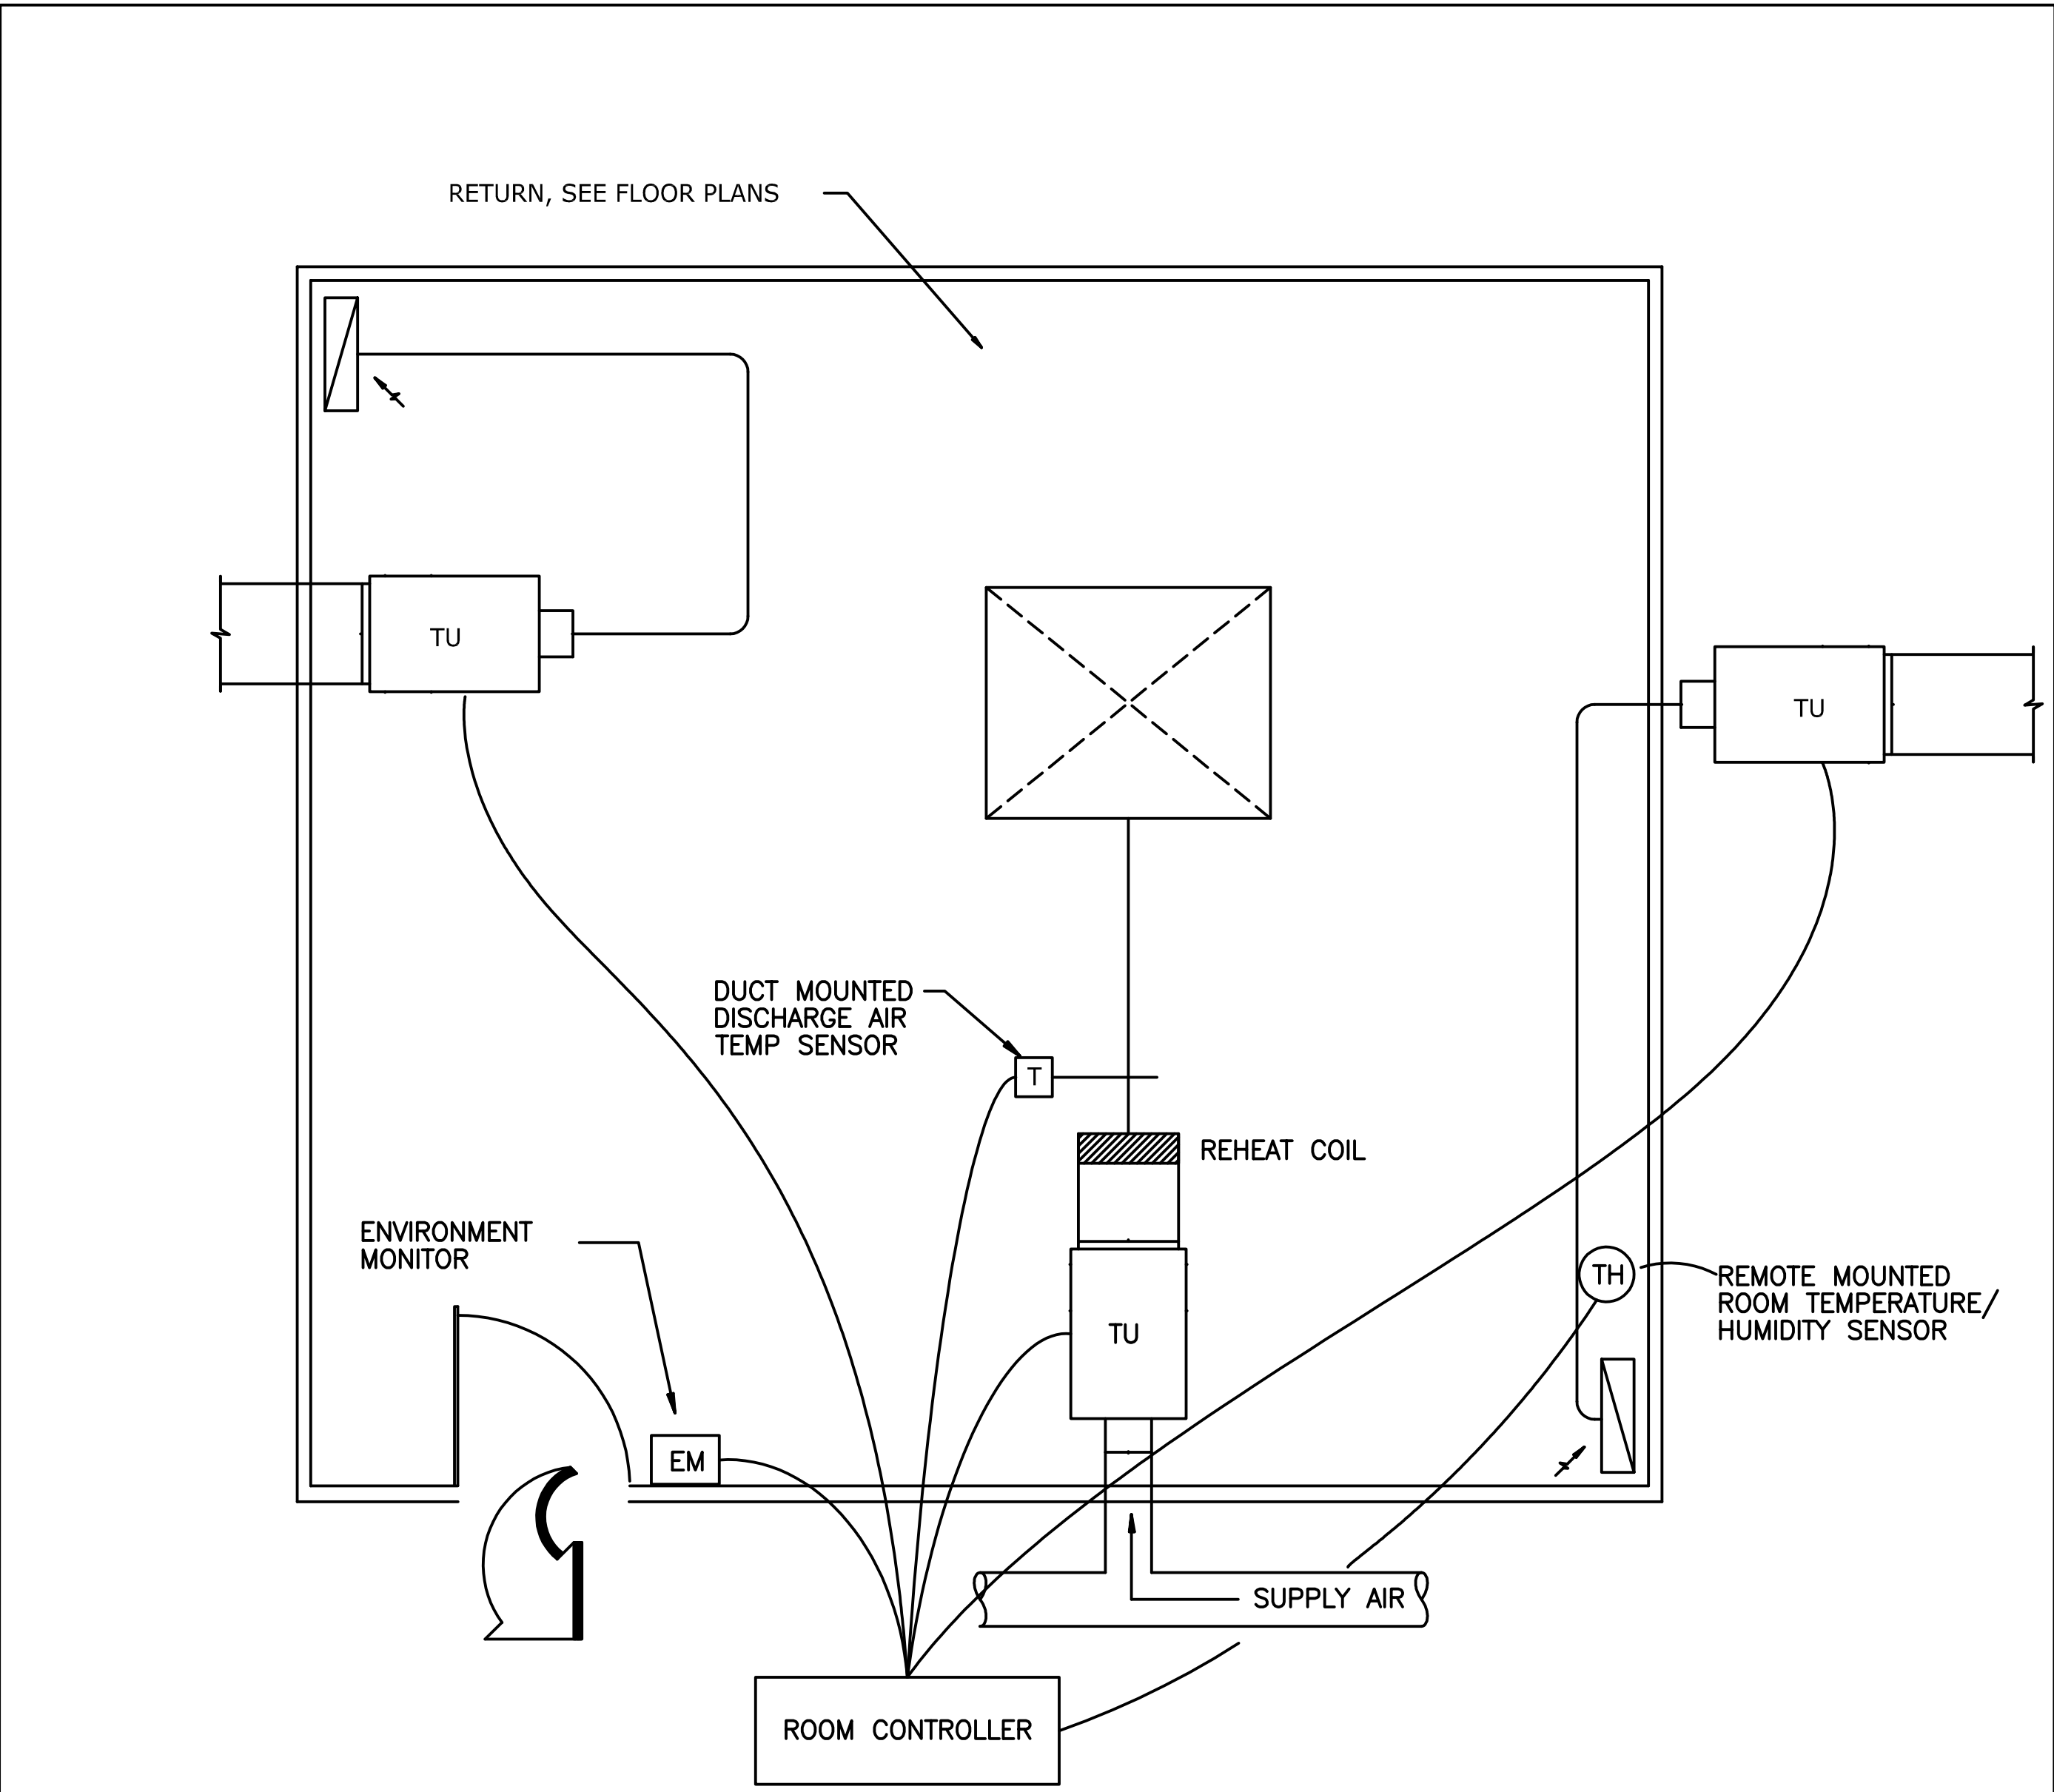 RETURN, SEE FLOOR PLANS
TU
TU
DUCT MOUNTED
DISCHARGE AIR
TEMP SENSOR
T
REHEAT COIL
ENVIRONMENT
MONITOR
TH
REMOTE MOUNTED
ROOM TEMPERATURE/
HUMIDITY SENSOR
TU
EM
SUPPLY AIR
ROOM CONTROLLER